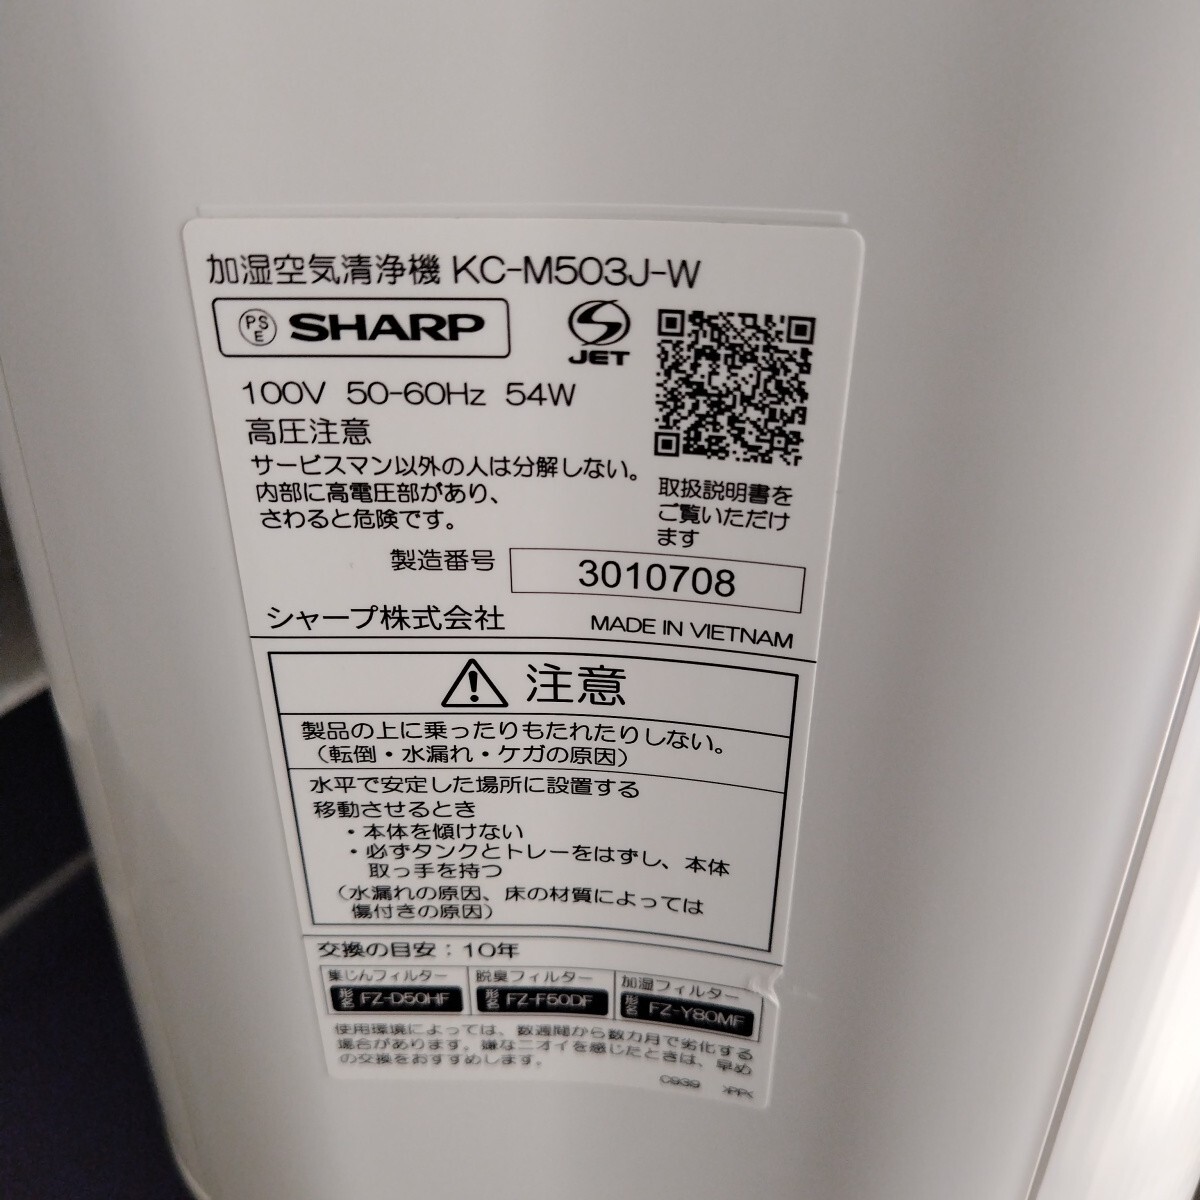 加湿空気清浄機 KC-M503J-W
PSE SHARP
JET
100V 50-60Hz 54W
高圧注意
サービスマン以外の人は分解しない。
内部に高電圧部があり、
さわると危険です。
取扱説明書を
ご覧いただけ
ます
製造番号 3010708
シャープ株式会社 MADE IN VIETNAM
注意
製品の上に乗ったりもたれたりしない。
（転倒・水漏れ・ケガの原因）
水平で安定した場所に設置する
移動させるとき
・本体を傾けない
・必ずタンクとトレーをはずし、本体
取っ手を持つ
（水漏れの原因、床の材質によっては
傷付きの原因）
交換の目安：10年
集じんフィルター 脱臭フィルター 加湿フィルター
形名 FZ-D50HF 形名 FZ-F50DF 形名 FZ-Y80MF
使用環境によっては、数週間から数カ月で劣化する
場合があります。嫌なニオイを感じたときは、早め
の交換をおすすめします。
C939 >PP<